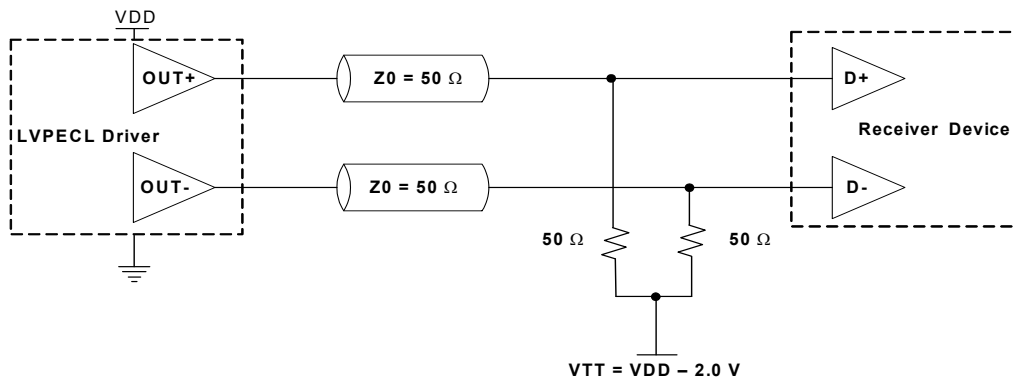 VDD
OUT+
Z0 = 50 Ω
D+
LVPECL Driver
Receiver Device
OUT-
Z0 = 50 Ω
D-
50 Ω
50 Ω
VTT = VDD – 2.0 V